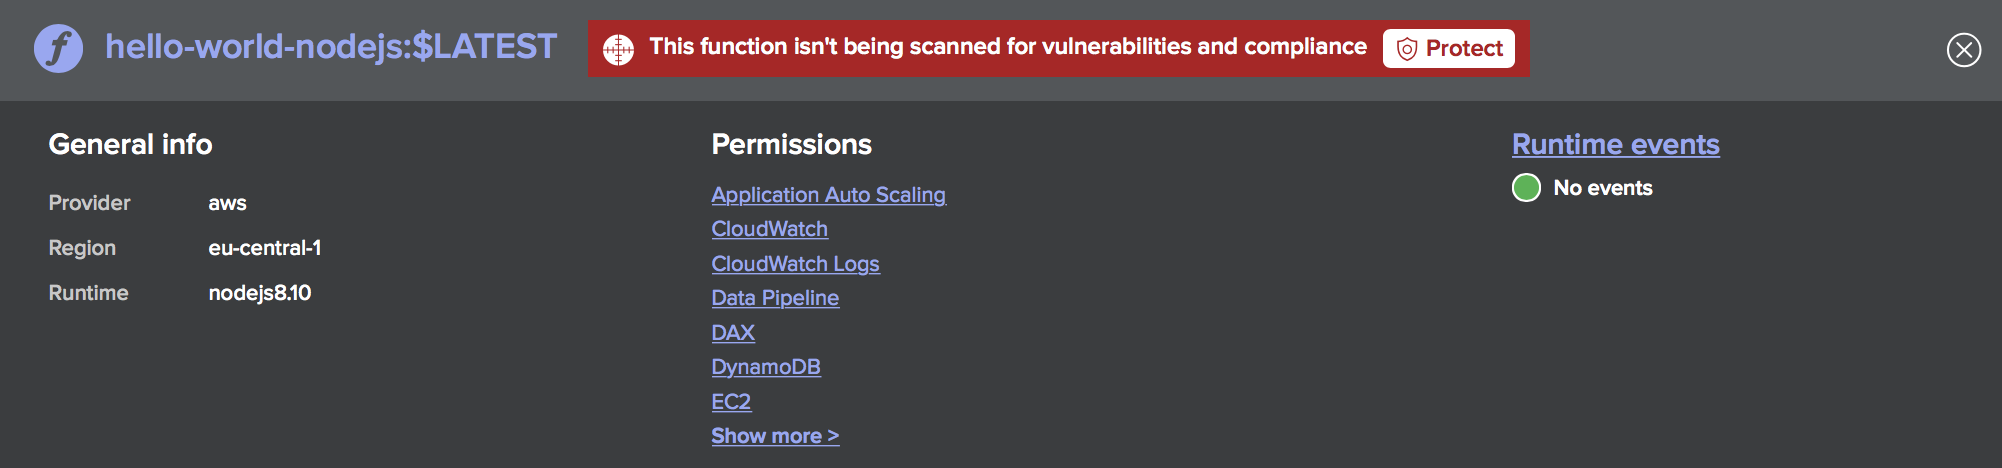 hello-world-nodejs:$LATEST
This function isn't being scanned for vulnerabilities and compliance
Protect
General info
Provider aws
Region eu-central-1
Runtime nodejs8.10
Permissions
Application Auto Scaling
CloudWatch
CloudWatch Logs
Data Pipeline
DAX
DynamoDB
EC2
Show more >
Runtime events
No events